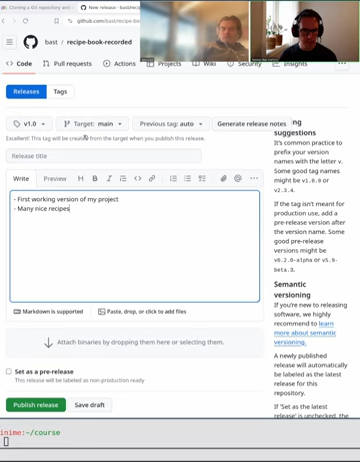 Cloning a Git repository an
New release · bast/recipe-bo
github.com/bast/recipe-bo
bast / recipe-book-recorded
Code
Pull requests
Actions
Projects
Wiki
Security
Insights
Releases
Tags
v1.0
Target: main
Previous tag: auto
Generate release notes
Excellent! This tag will be created from the target when you publish this release.
Release title
Write
Preview
H B I
- First working version of my project
- Many nice recipes
Markdown is supported
Paste, drop, or click to add files
Attach binaries by dropping them here or selecting them.
Set as a pre-release
This release will be labeled as non-production ready
Publish release
Save draft
ng
suggestions
It's common practice to
prefix your version
names with the letter v.
Some good tag names
might be v1.0.0 or
v2.3.4.
If the tag isn't meant for
production use, add a
pre-release version
after the version name.
Some good pre-release
versions might be
v0.2.0-alpha or v5.9-
beta.3.
Semantic
versioning
If you're new to releasing
software, we highly
recommend to learn
more about semantic
versioning.
A newly published
release will automatically
be labeled as the latest
release for this
repository.
If 'Set as the latest
release' is unchecked, the
inime:~/course